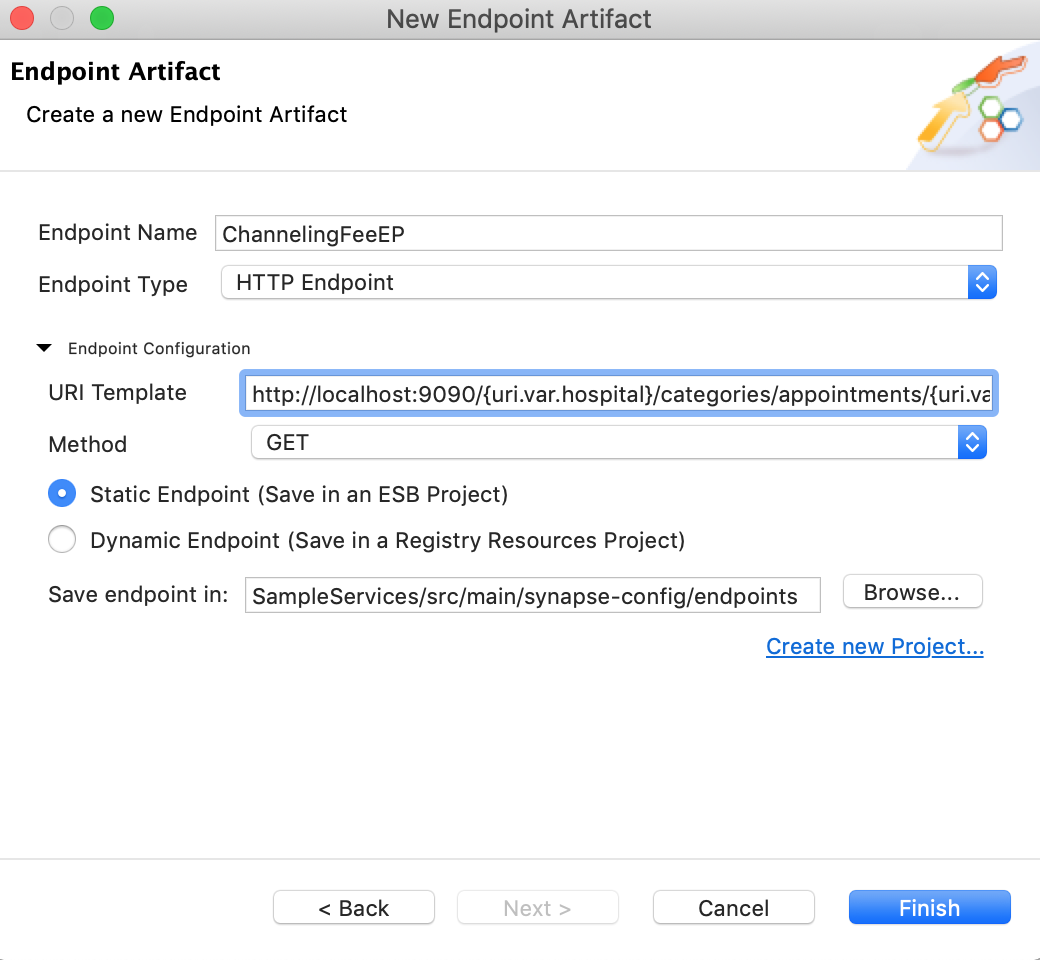 New Endpoint Artifact
Endpoint Artifact
Create a new Endpoint Artifact
Endpoint Name ChannelingFeeEP
Endpoint Type HTTP Endpoint
Endpoint Configuration
URI Template http://localhost:9090/{uri.var.hospital}/categories/appointments/{uri.va
Method GET
Static Endpoint (Save in an ESB Project)
Dynamic Endpoint (Save in a Registry Resources Project)
Save endpoint in: SampleServices/src/main/synapse-config/endpoints Browse...
Create new Project...
< Back Next > Cancel Finish